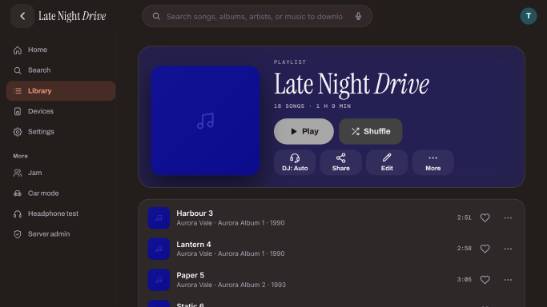 Late Night Drive
Search songs, albums, artists, or music to downlo
T
Home
Search
Library
Devices
Settings
More
Jam
Car mode
Headphone test
Server admin
PLAYLIST
Late Night Drive
18 SONGS · 1 H 0 MIN
Play
Shuffle
DJ: Auto
Share
Edit
More
Harbour 3
2:51
Aurora Vale · Aurora Album 1 · 1990
Lantern 4
2:58
Aurora Vale · Aurora Album 1 · 1990
Paper 5
3:05
Aurora Vale · Aurora Album 2 · 1993
Static 6